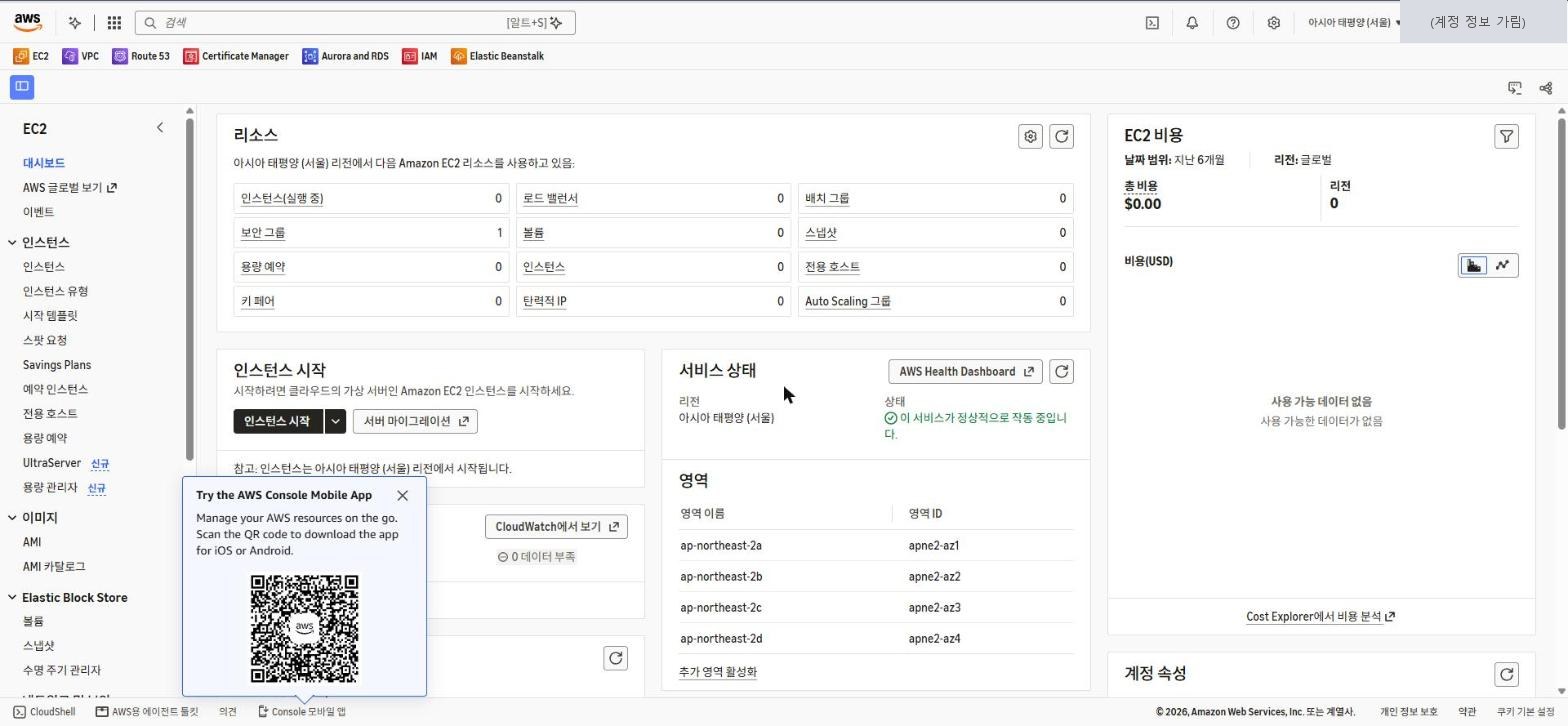 aws
검색
[알트+S]
아시아 태평양 (서울)
(계정 정보 가림)
EC2
VPC
Route 53
Certificate Manager
Aurora and RDS
IAM
Elastic Beanstalk
EC2
대시보드
AWS 글로벌 보기
이벤트
인스턴스
인스턴스
인스턴스 유형
시작 템플릿
스팟 요청
Savings Plans
예약 인스턴스
전용 호스트
용량 예약
UltraServer 신규
용량 관리자 신규
이미지
AMI
AMI 카탈로그
Elastic Block Store
볼륨
스냅샷
수명 주기 관리자
리소스
아시아 태평양 (서울) 리전에서 다음 Amazon EC2 리소스를 사용하고 있음:
인스턴스(실행 중) 0
로드 밸런서 0
배치 그룹 0
보안 그룹 1
볼륨 0
스냅샷 0
용량 예약 0
인스턴스 0
전용 호스트 0
키 페어 0
탄력적 IP 0
Auto Scaling 그룹 0
인스턴스 시작
시작하려면 클라우드의 가상 서버인 Amazon EC2 인스턴스를 시작하세요.
인스턴스 시작
서버 마이그레이션
참고: 인스턴스는 아시아 태평양 (서울) 리전에서 시작됩니다.
CloudWatch에서 보기
0 데이터 부족
Try the AWS Console Mobile App
Manage your AWS resources on the go.
Scan the QR code to download the app
for iOS or Android.
aws
서비스 상태
AWS Health Dashboard
리전
아시아 태평양 (서울)
상태
이 서비스가 정상적으로 작동 중입니
다.
영역
영역 이름
영역 ID
ap-northeast-2a apne2-az1
ap-northeast-2b apne2-az2
ap-northeast-2c apne2-az3
ap-northeast-2d apne2-az4
추가 영역 활성화
EC2 비용
날짜 범위: 지난 6개월
리전: 글로벌
총 비용
$0.00
리전
0
비용(USD)
사용 가능 데이터 없음
사용 가능한 데이터가 없음
Cost Explorer에서 비용 분석
계정 속성
CloudShell
AWS용 에이전트 툴킷
의견
Console 모바일 앱
© 2026, Amazon Web Services, Inc. 또는 계열사.
개인 정보 보호
약관
쿠키 기본 설정